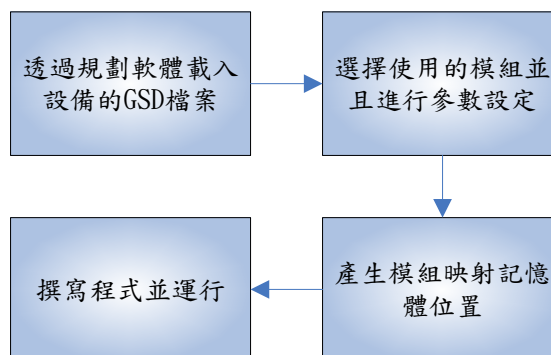 透過規劃軟體載入
設備的GSD檔案
選擇使用的模組並
且進行參數設定
產生模組映射記憶
體位置
撰寫程式並運行